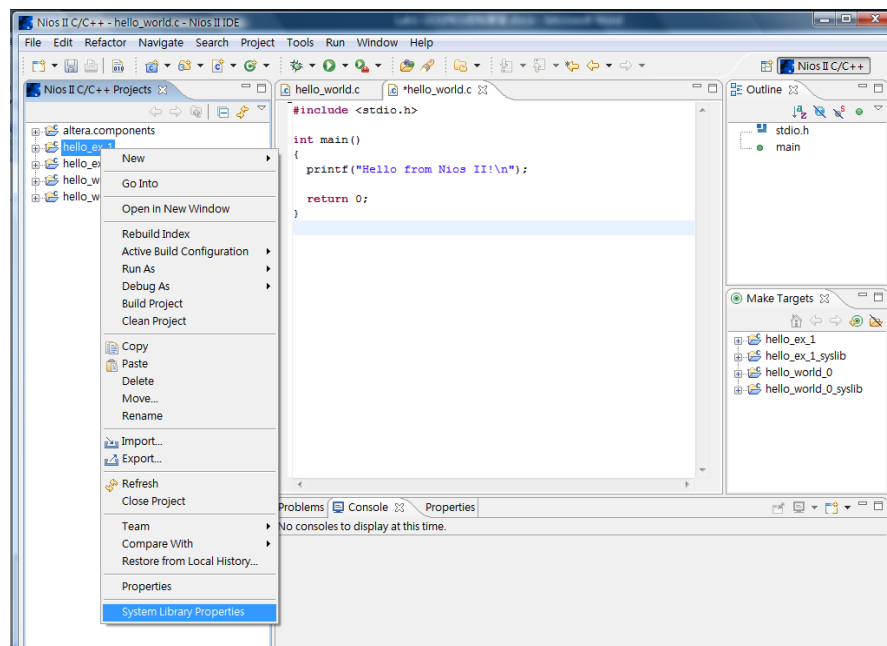 Nios II C/C++ - hello_world.c - Nios II IDE
File Edit Refactor Navigate Search Project Tools Run Window Help
Nios II C/C++
Nios II C/C++ Projects
altera.components
hello_ex_1
hello_ex
hello_w
hello_w
New
Go Into
Open in New Window
Rebuild Index
Active Build Configuration
Run As
Debug As
Build Project
Clean Project
Copy
Paste
Delete
Move...
Rename
Import...
Export...
Refresh
Close Project
Team
Compare With
Restore from Local History...
Properties
System Library Properties
hello_world.c *hello_world.c
#include <stdio.h>
int main()
{
printf("Hello from Nios II!\n");
return 0;
}
Outline
stdio.h
main
Make Targets
hello_ex_1
hello_ex_1_syslib
hello_world_0
hello_world_0_syslib
Problems Console Properties
No consoles to display at this time.